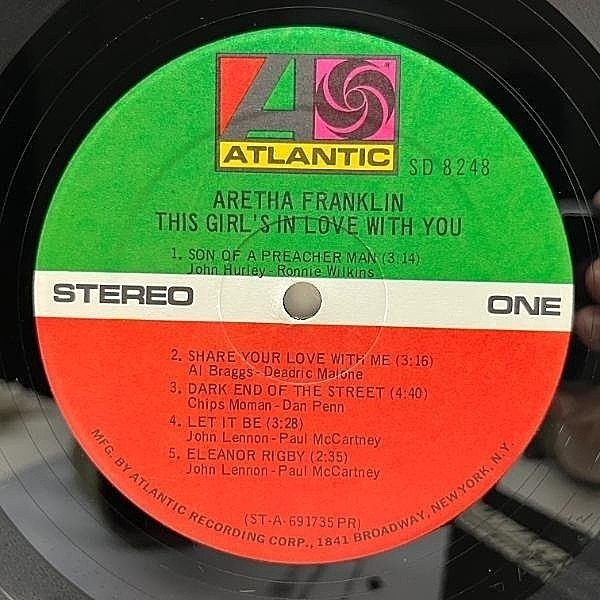 A
ATLANTIC
SD 8248
ARETHA FRANKLIN
THIS GIRL'S IN LOVE WITH YOU
1. SON OF A PREACHER MAN (3:14)
John Hurley - Ronnie Wilkins
STEREO
ONE
2. SHARE YOUR LOVE WITH ME (3:16)
Al Braggs - Deadric Malone
3. DARK END OF THE STREET (4:40)
Chips Moman - Dan Penn
4. LET IT BE (3:28)
John Lennon - Paul McCartney
5. ELEANOR RIGBY (2:35)
John Lennon - Paul McCartney
(ST-A-691735 PR)
MFG. BY ATLANTIC RECORDING CORP., 1841 BROADWAY, NEW YORK, N.Y.